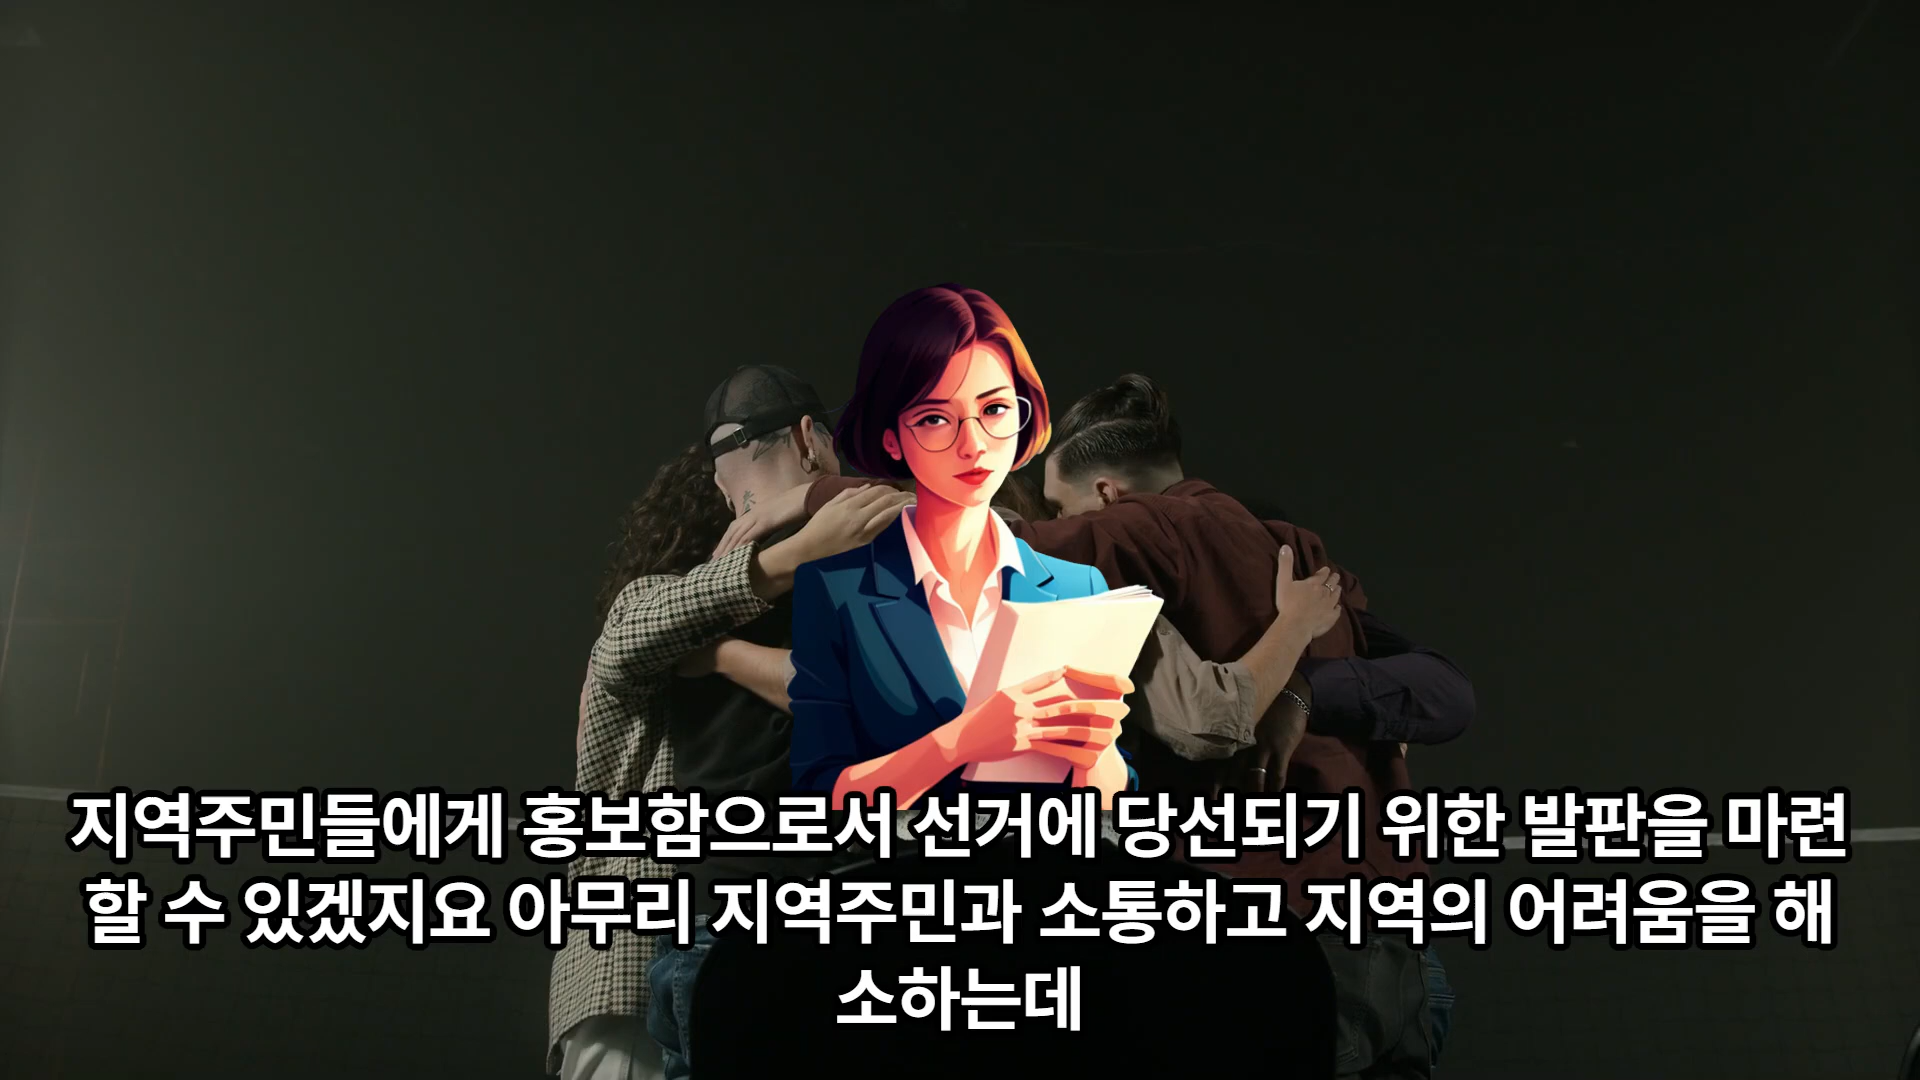 지역주민들에게 홍보함으로서 선거에 당선되기 위한 발판을 마련
할 수 있겠지요 아무리 지역주민과 소통하고 지역의 어려움을 해
소하는데